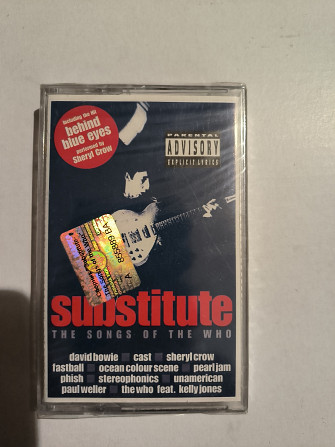 including the hit
behind
blue eyes
performed by
Sheryl Crow
PARENTAL
ADVISORY
EXPLICIT LYRICS
substitute
THE SONGS OF THE WHO
david bowie cast sheryl crow
fastball ocean colour scene pearl jam
phish stereophonics unamerican
paul weller the who feat. kelly jones